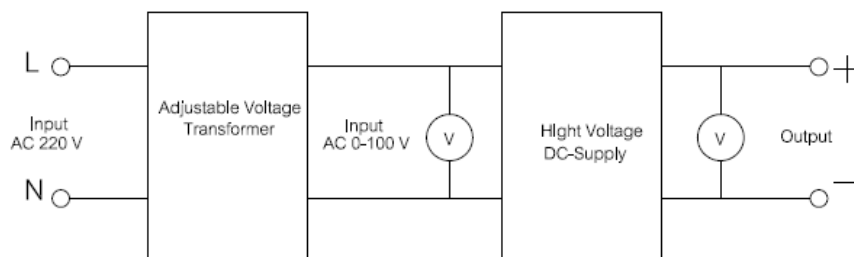 L
Input
AC 220 V
N
Adjustable Voltage
Transformer
Input
AC 0-100 V
V
Hight Voltage
DC-Supply
V
+
Output
−